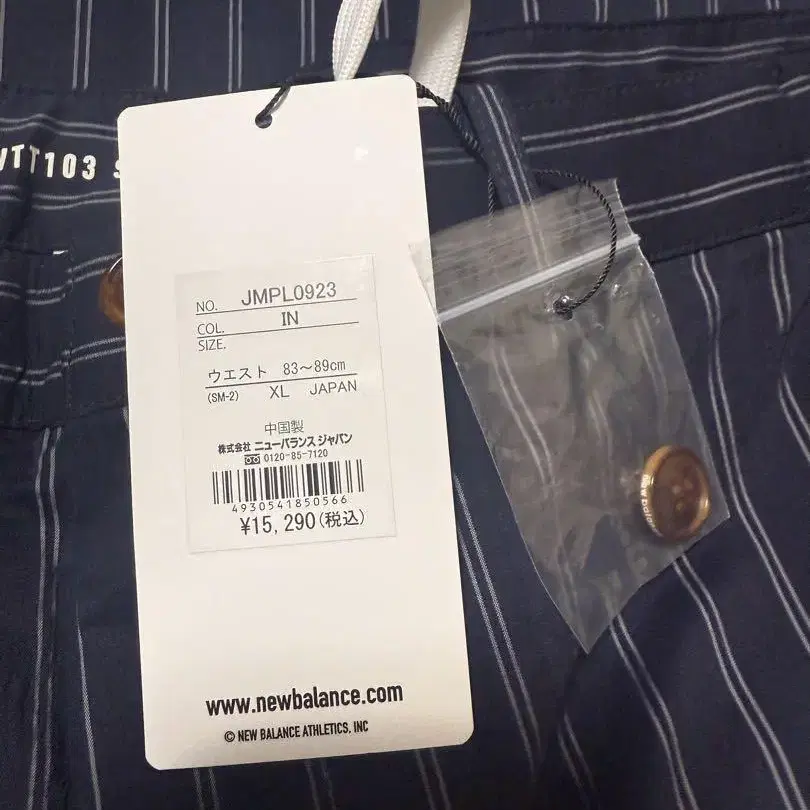 TT103
NO. JMPL0923
COL. IN
SIZE.
ウエスト 83～89cm
(SM-2) XL JAPAN
中国製
株式会社 ニューバランス ジャパン
0120-85-7120
4930541850566
¥15,290(税込)
www.newbalance.com
© NEW BALANCE ATHLETICS, INC